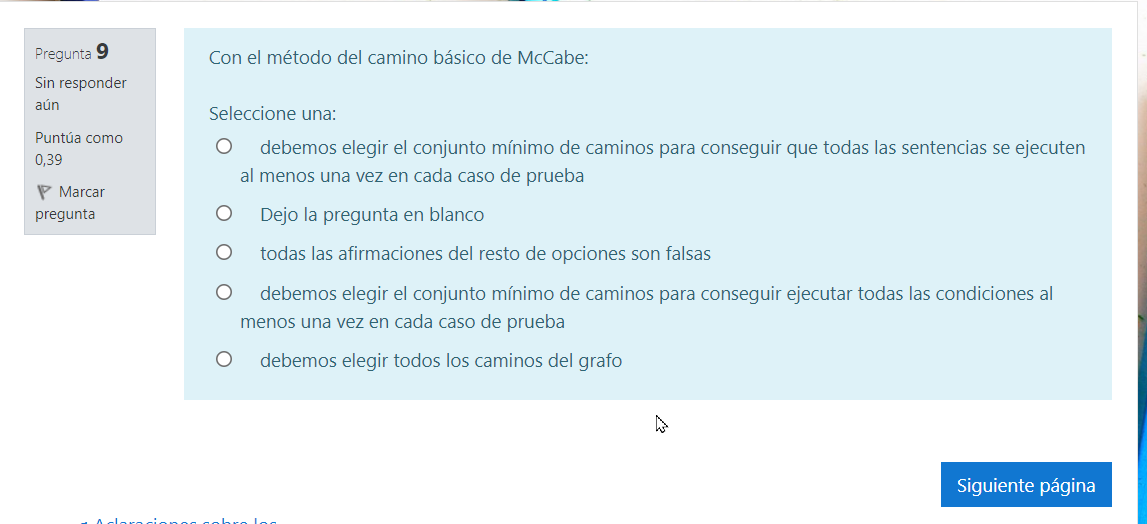 Pregunta 9
Sin responder
aún
Puntúa como
0,39
Marcar
pregunta
Con el método del camino básico de McCabe:
Seleccione una:
debemos elegir el conjunto mínimo de caminos para conseguir que todas las sentencias se ejecuten
al menos una vez en cada caso de prueba
Dejo la pregunta en blanco
todas las afirmaciones del resto de opciones son falsas
debemos elegir el conjunto mínimo de caminos para conseguir ejecutar todas las condiciones al
menos una vez en cada caso de prueba
debemos elegir todos los caminos del grafo
Siguiente página
Aclaraciones sobre los